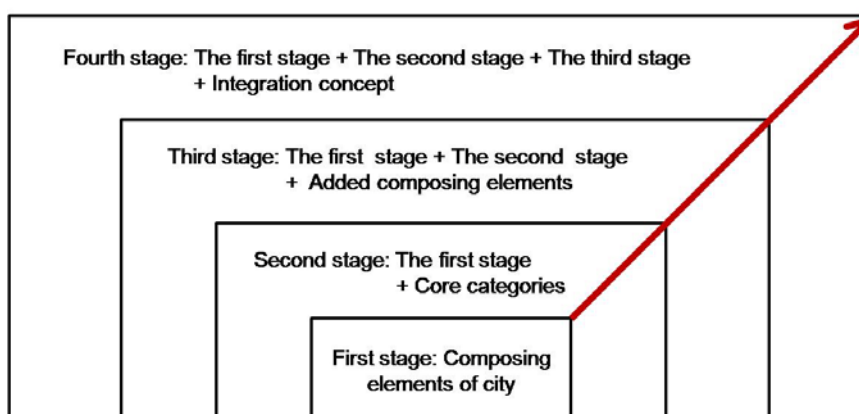 Fourth stage: The first stage + The second stage + The third stage
+ Integration concept
Third stage: The first stage + The second stage
+ Added composing elements
Second stage: The first stage
+ Core categories
First stage: Composing
elements of city